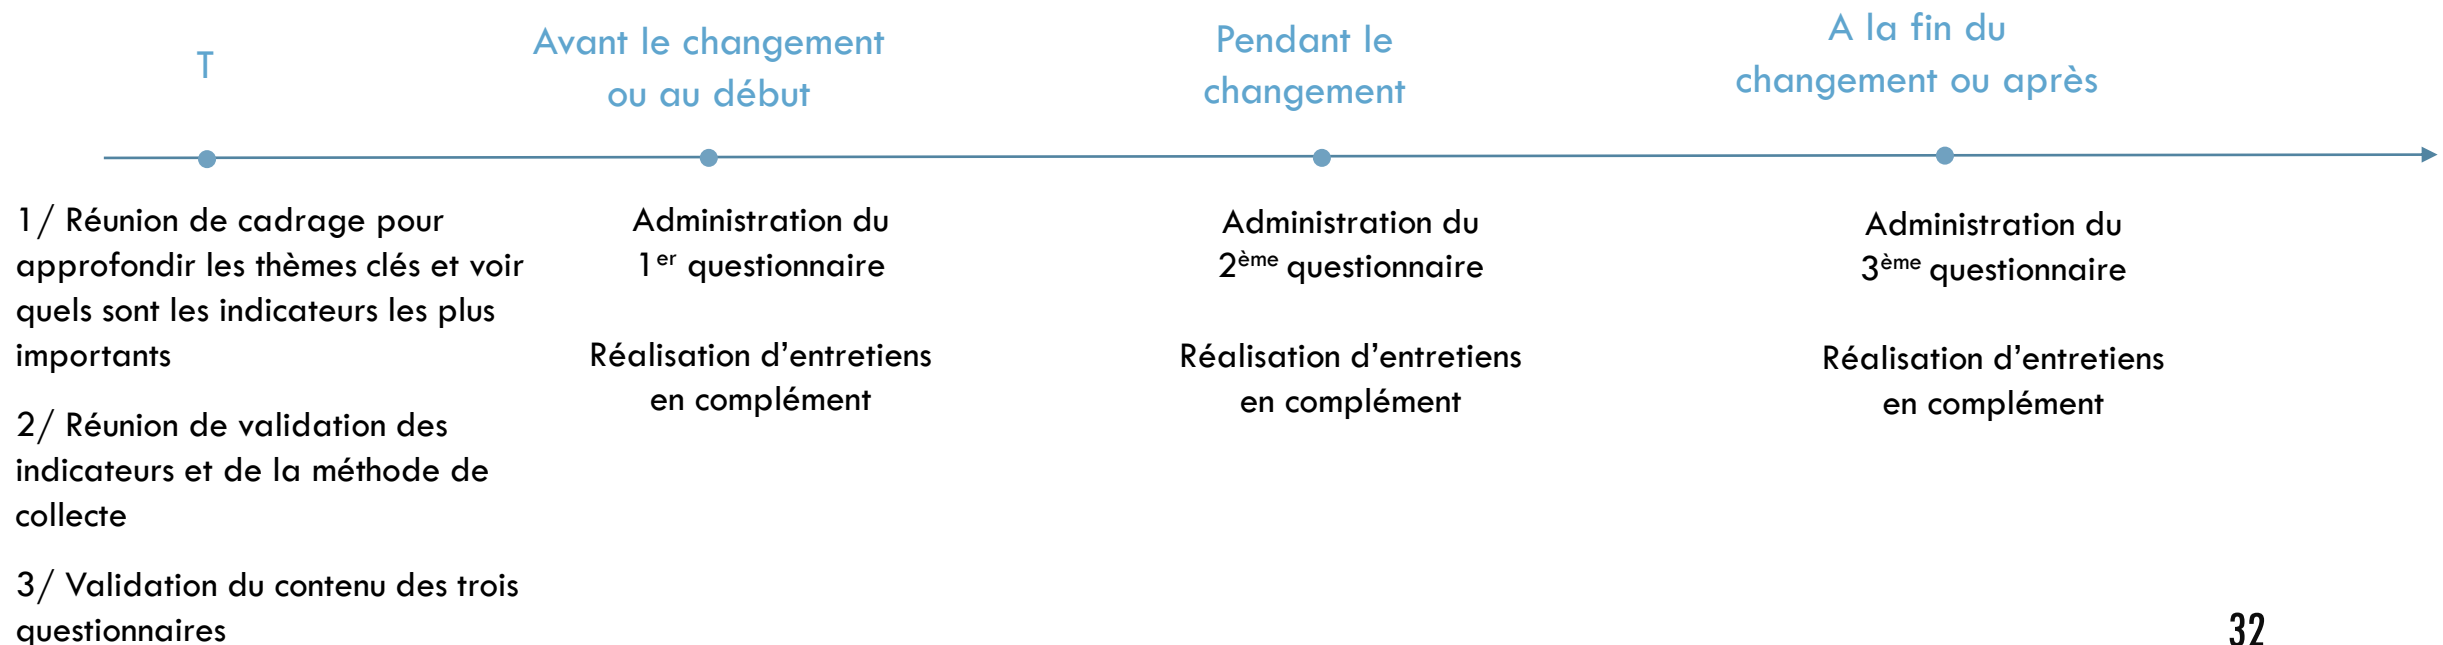 T
1/ Réunion de cadrage pour
approfondir les thèmes clés et voir
quels sont les indicateurs les plus
importants
2/ Réunion de validation des
indicateurs et de la méthode de
collecte
3/ Validation du contenu des trois
questionnaires
Avant le changement
ou au début
Administration du
1er questionnaire
Réalisation d’entretiens
en complément
Pendant le
changement
Administration du
2ème questionnaire
Réalisation d’entretiens
en complément
A la fin du
changement ou après
Administration du
3ème questionnaire
Réalisation d’entretiens
en complément
32